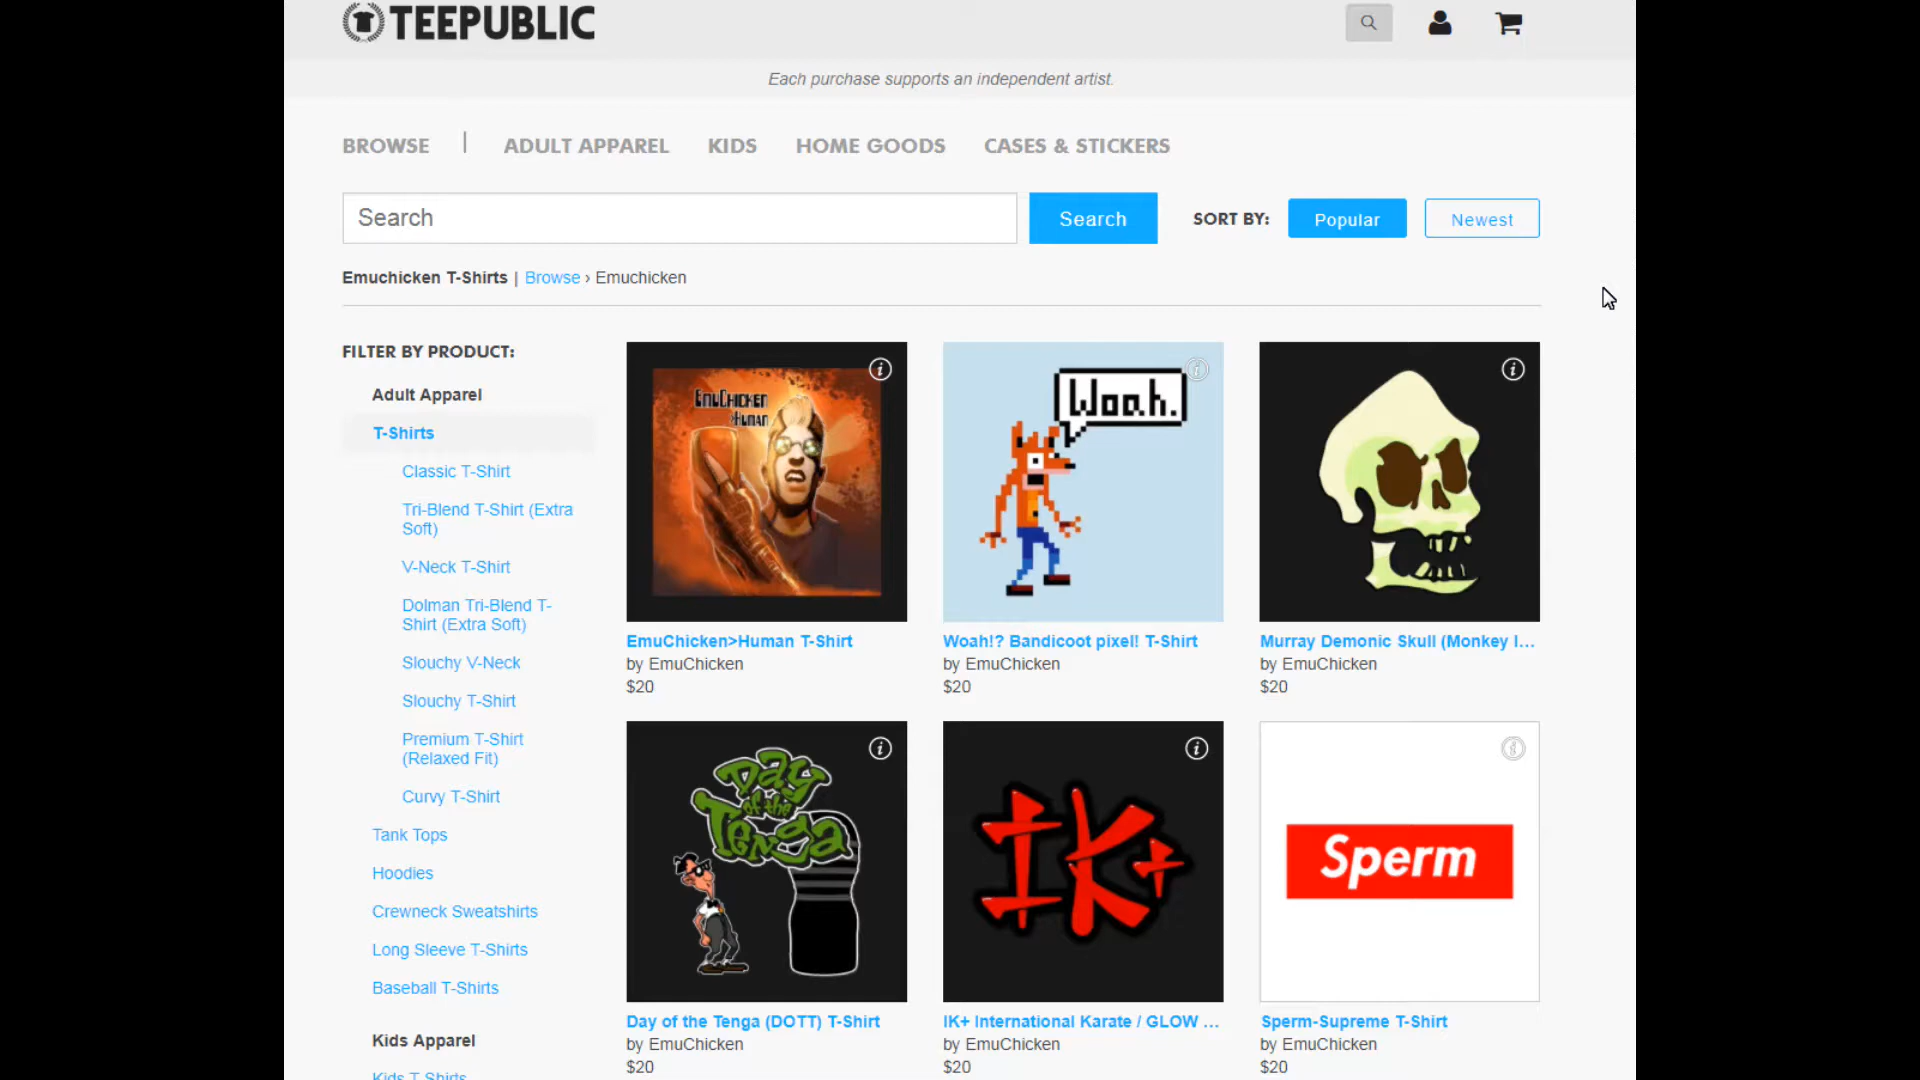 TEEPUBLIC
Each purchase supports an independent artist.
BROWSE | ADULT APPAREL KIDS HOME GOODS CASES & STICKERS
Search Search SORT BY: Popular Newest
Emuchicken T-Shirts | Browse › Emuchicken
FILTER BY PRODUCT:
Adult Apparel
T-Shirts
Classic T-Shirt
Tri-Blend T-Shirt (Extra
Soft)
V-Neck T-Shirt
Dolman Tri-Blend T-
Shirt (Extra Soft)
Slouchy V-Neck
Slouchy T-Shirt
Premium T-Shirt
(Relaxed Fit)
Curvy T-Shirt
Tank Tops
Hoodies
Crewneck Sweatshirts
Long Sleeve T-Shirts
Baseball T-Shirts
Kids Apparel
Kids T Shirts
EmuChicken
>Human
EmuChicken>Human T-Shirt
by EmuChicken
$20
Woah.
Woah!? Bandicoot pixel! T-Shirt
by EmuChicken
$20
Murray Demonic Skull (Monkey I...
by EmuChicken
$20
Day
of the
Tenga
Day of the Tenga (DOTT) T-Shirt
by EmuChicken
$20
IK+
IK+ International Karate / GLOW ...
by EmuChicken
$20
Sperm
Sperm-Supreme T-Shirt
by EmuChicken
$20